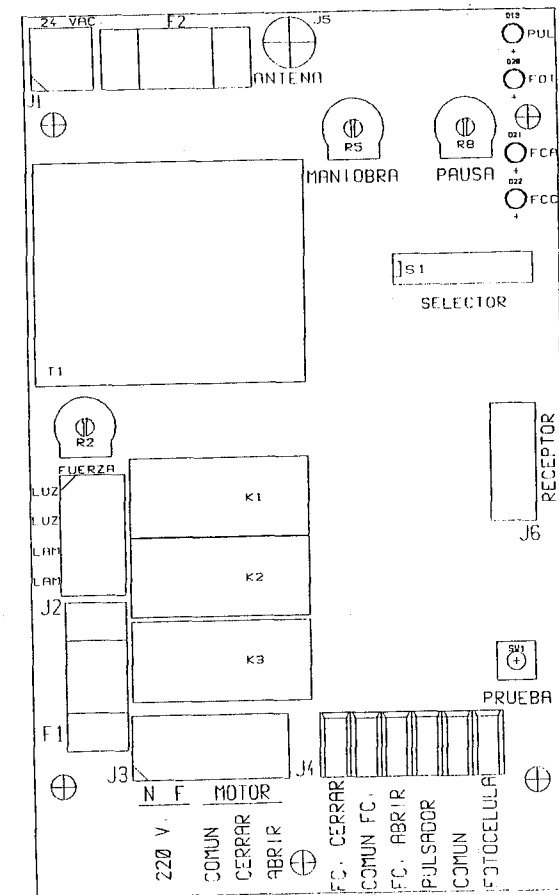 24 VAC
F2
J5
D19
PUL
ANTENA
D20
FOT
J1
R5
R8
D21
FCA
MANIOBRA
PAUSA
D22
FCC
S1
SELECTOR
T1
R2
FUERZA
RECEPTOR
LUZ
K1
LUZ
J6
LAM
K2
LAM
J2
SW1
K3
PRUEBA
F1
J3
J4
N F MOTOR
220 V.
COMUN
CERRAR
ABRIR
FC. CERRAR
COMUN FC.
FC. ABRIR
PULSADOR
COMUN
FOTOCELULA